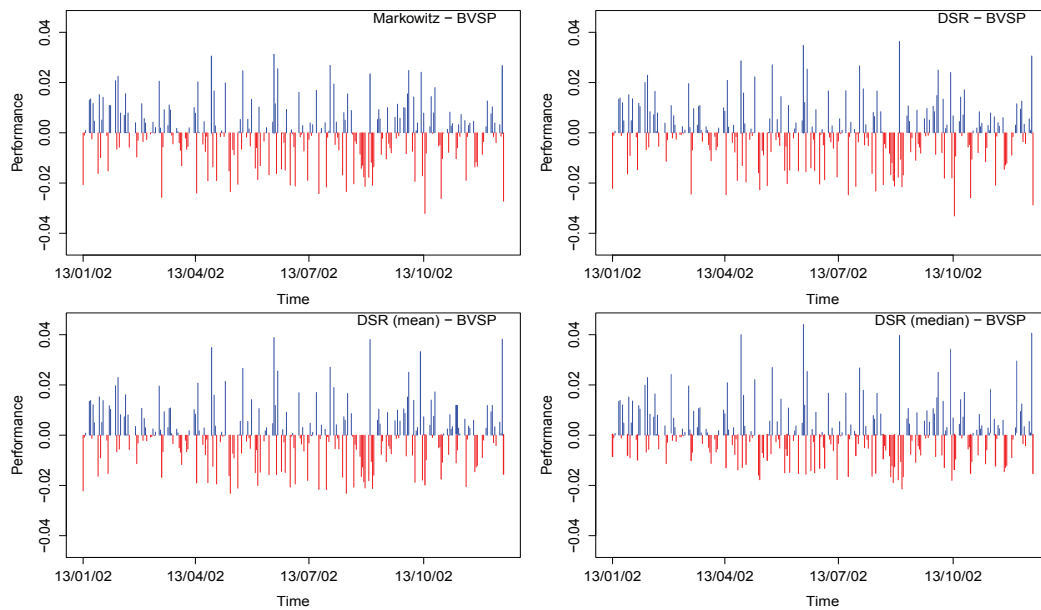 Markowitz − BVSP
Performance
0.04
0.02
0.00
−0.02
−0.04
13/01/02 13/04/02 13/07/02 13/10/02
Time
DSR − BVSP
Performance
0.04
0.02
0.00
−0.02
−0.04
13/01/02 13/04/02 13/07/02 13/10/02
Time
DSR (mean) − BVSP
Performance
0.04
0.02
0.00
−0.02
−0.04
13/01/02 13/04/02 13/07/02 13/10/02
Time
DSR (median) − BVSP
Performance
0.04
0.02
0.00
−0.02
−0.04
13/01/02 13/04/02 13/07/02 13/10/02
Time